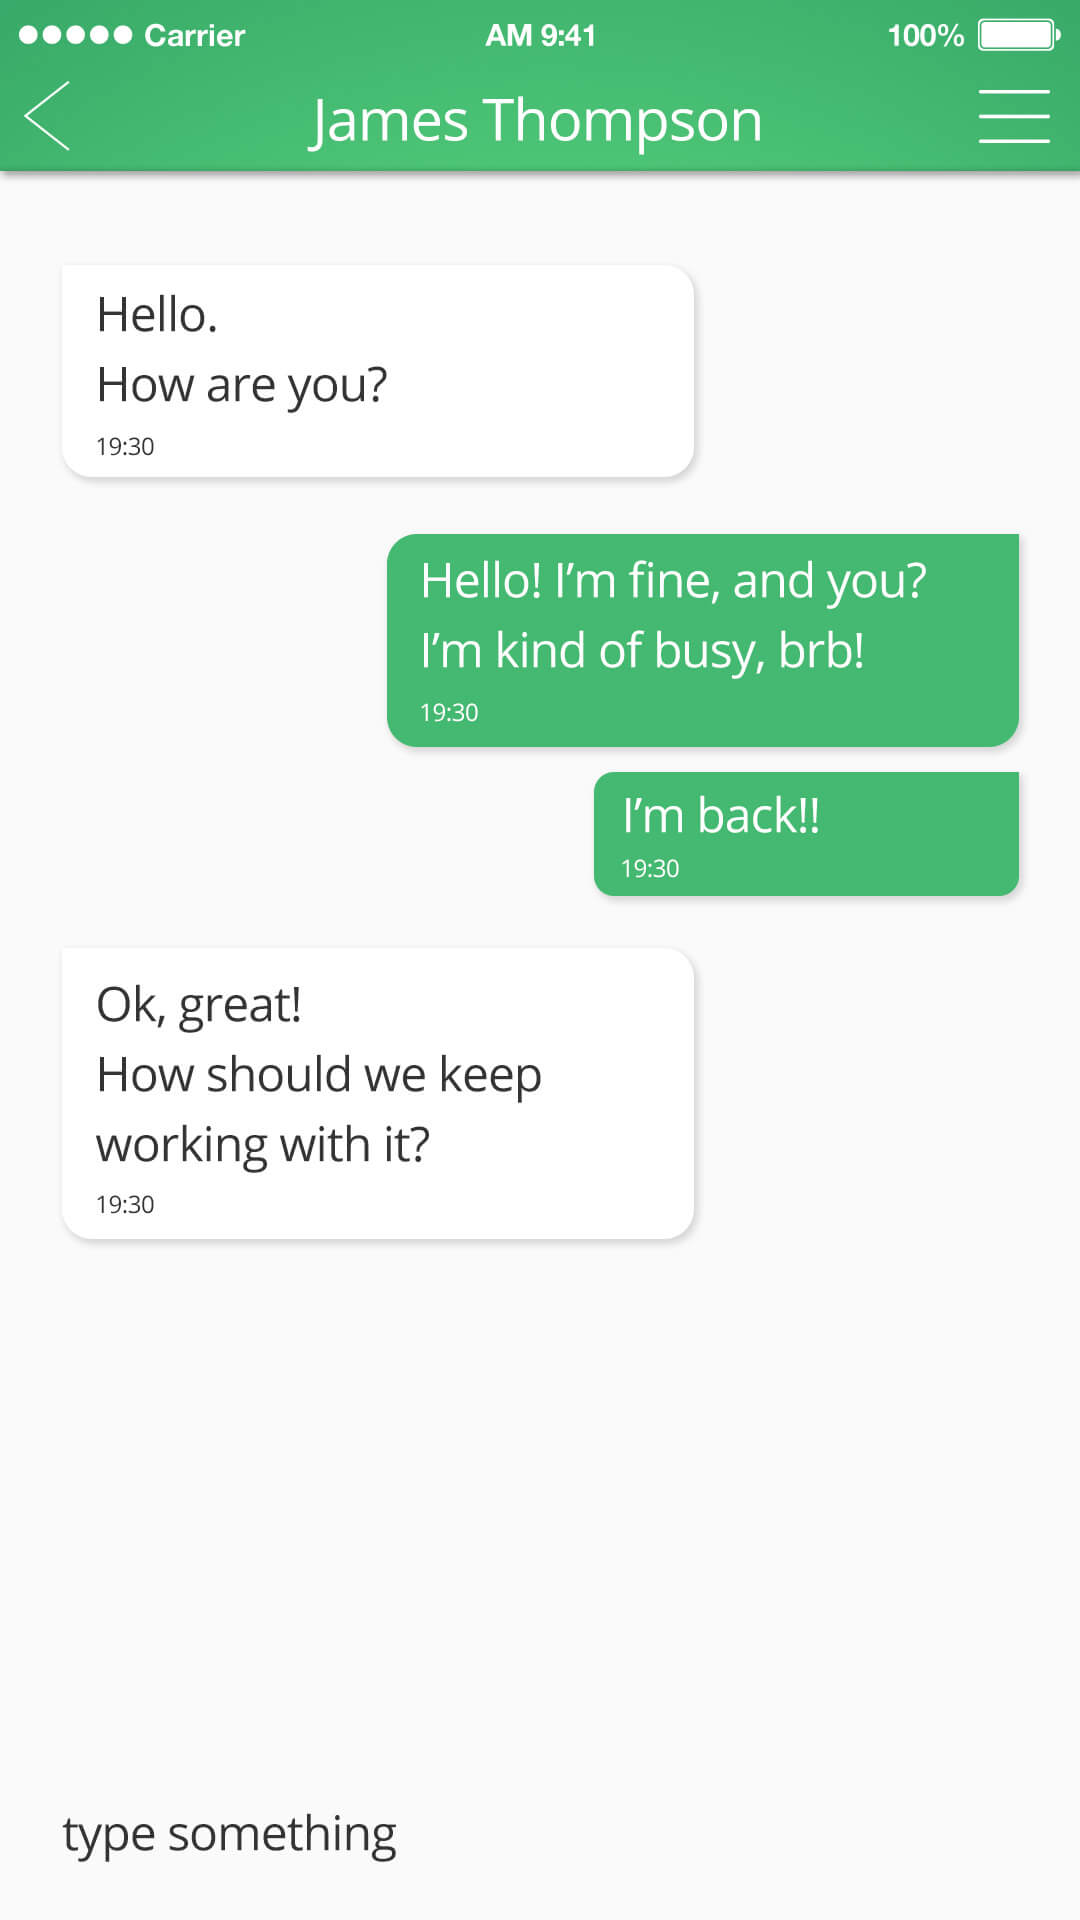 Carrier
AM 9:41
100%
James Thompson
Hello.
How are you?
19:30
Hello! I’m fine, and you?
I’m kind of busy, brb!
19:30
I’m back!!
19:30
Ok, great!
How should we keep
working with it?
19:30
type something